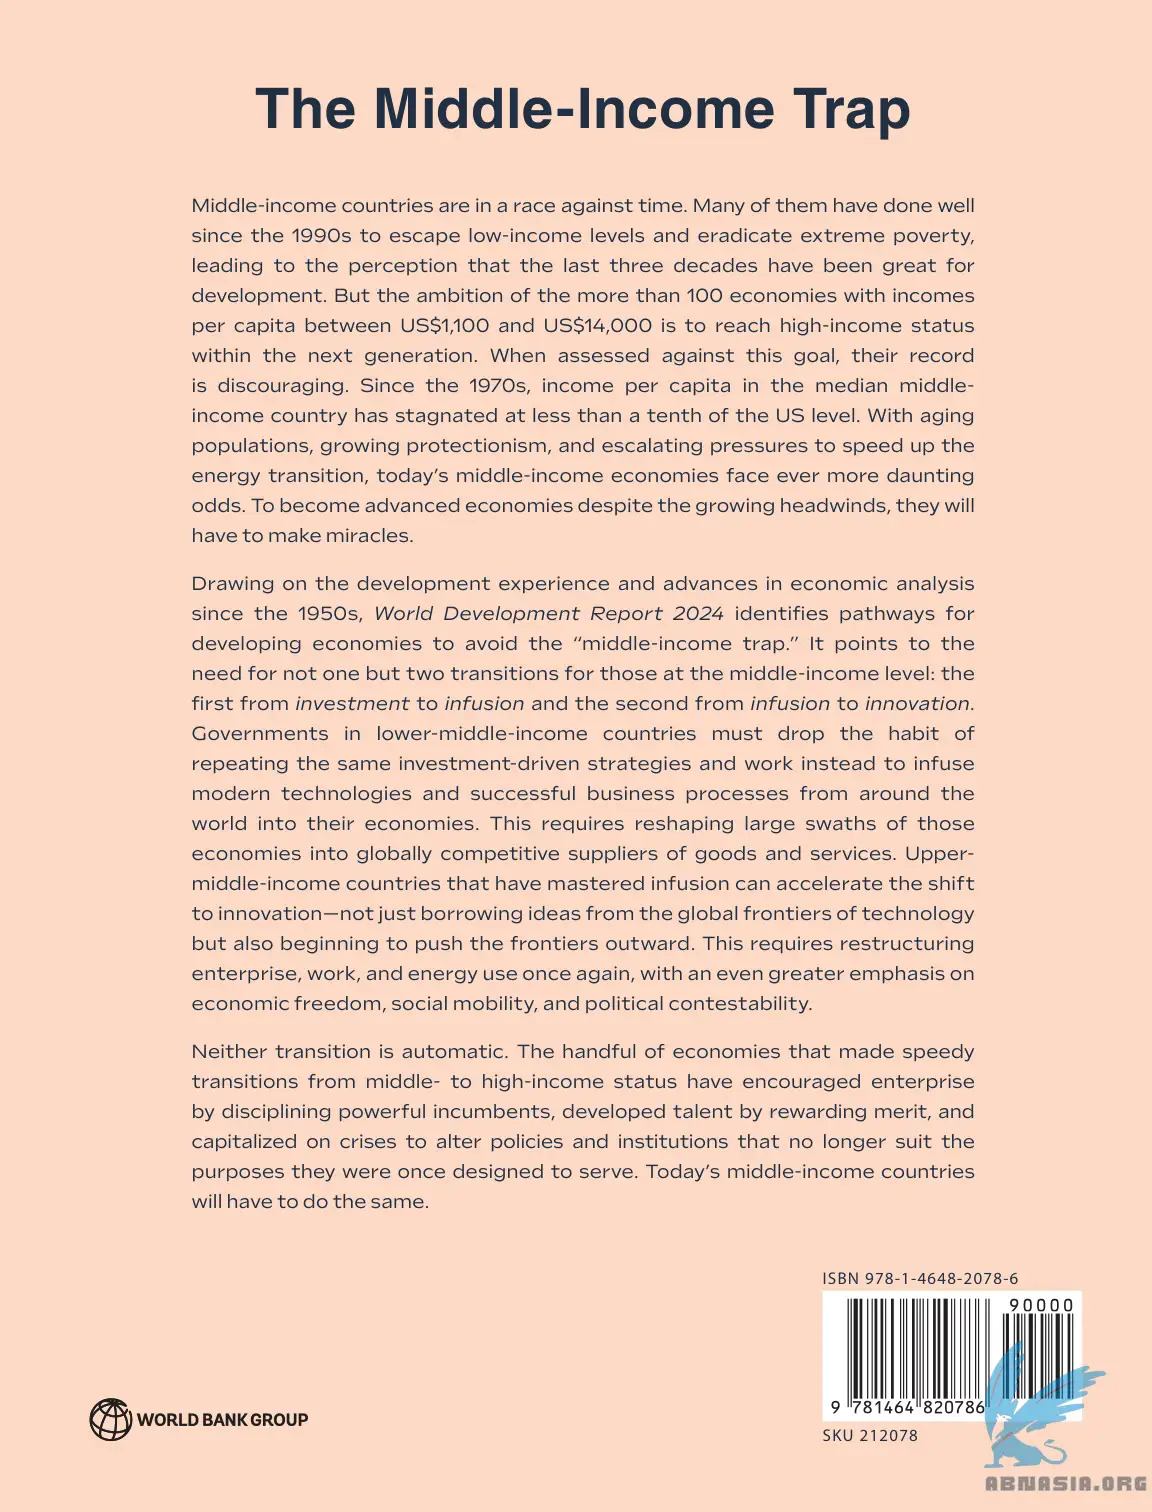 The Middle-Income Trap
Middle-income countries are in a race against time. Many of them have done well
since the 1990s to escape low-income levels and eradicate extreme poverty,
leading to the perception that the last three decades have been great for
development. But the ambition of the more than 100 economies with incomes
per capita between US$1,100 and US$14,000 is to reach high-income status
within the next generation. When assessed against this goal, their record
is discouraging. Since the 1970s, income per capita in the median middle-
income country has stagnated at less than a tenth of the US level. With aging
populations, growing protectionism, and escalating pressures to speed up the
energy transition, today’s middle-income economies face ever more daunting
odds. To become advanced economies despite the growing headwinds, they will
have to make miracles.
Drawing on the development experience and advances in economic analysis
since the 1950s, World Development Report 2024 identifies pathways for
developing economies to avoid the “middle-income trap.” It points to the
need for not one but two transitions for those at the middle-income level: the
first from investment to infusion and the second from infusion to innovation.
Governments in lower-middle-income countries must drop the habit of
repeating the same investment-driven strategies and work instead to infuse
modern technologies and successful business processes from around the
world into their economies. This requires reshaping large swaths of those
economies into globally competitive suppliers of goods and services. Upper-
middle-income countries that have mastered infusion can accelerate the shift
to innovation—not just borrowing ideas from the global frontiers of technology
but also beginning to push the frontiers outward. This requires restructuring
enterprise, work, and energy use once again, with an even greater emphasis on
economic freedom, social mobility, and political contestability.
Neither transition is automatic. The handful of economies that made speedy
transitions from middle- to high-income status have encouraged enterprise
by disciplining powerful incumbents, developed talent by rewarding merit, and
capitalized on crises to alter policies and institutions that no longer suit the
purposes they were once designed to serve. Today’s middle-income countries
will have to do the same.
ISBN 978-1-4648-2078-6
90000
9 781464 820786
SKU 212078
WORLD BANK GROUP
ABNASIA.ORG